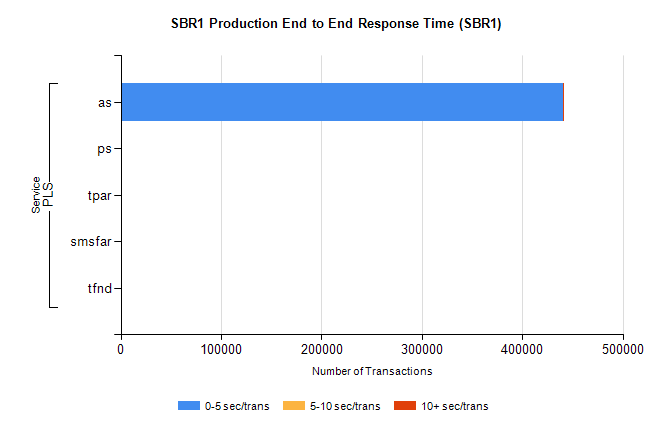 SBR1 Production End to End Response Time (SBR1)
Service
PLS
as
ps
tpar
smsfar
tfnd
0 100000 200000 300000 400000 500000
Number of Transactions
0-5 sec/trans 5-10 sec/trans 10+ sec/trans